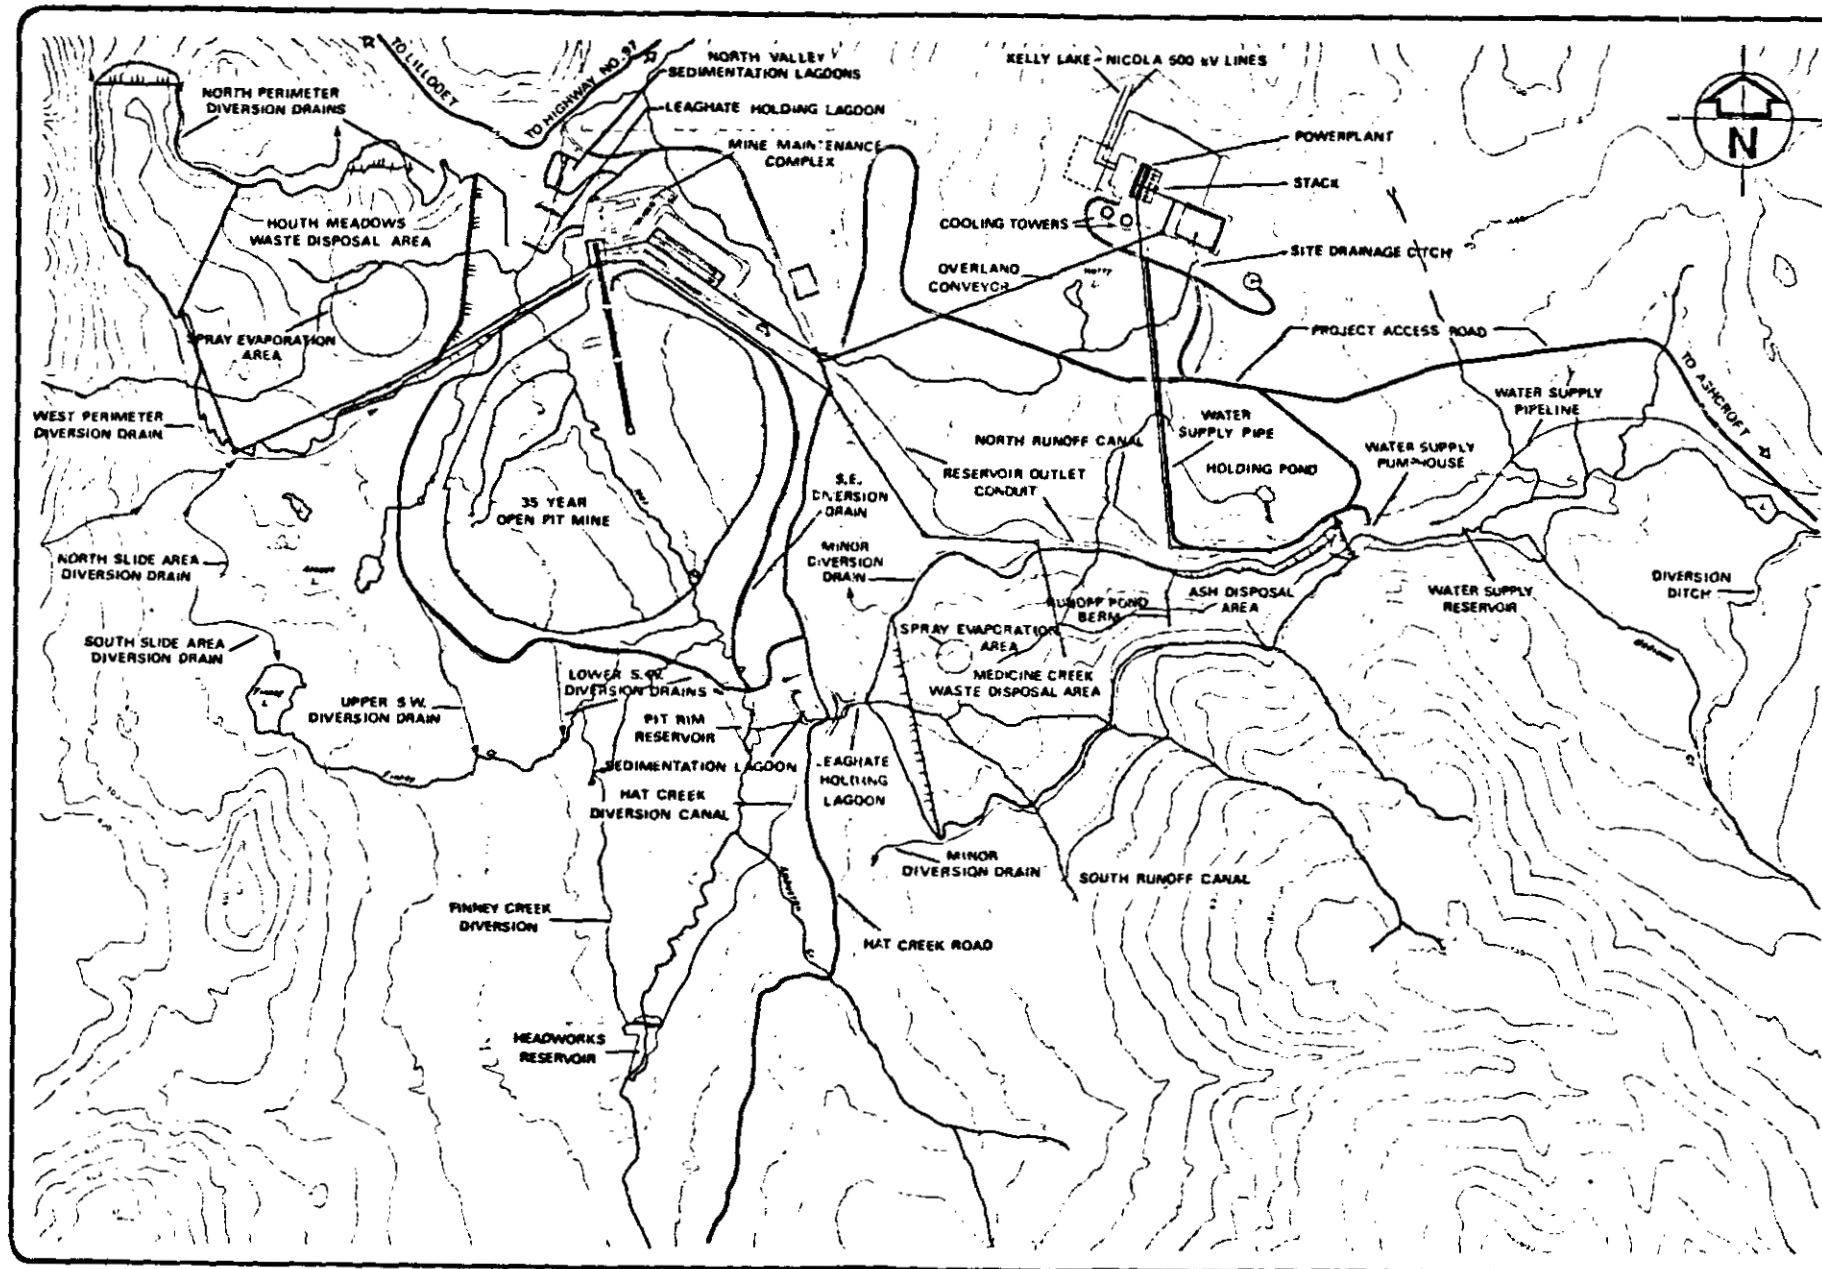 TO LILLOOET
TO HIGHWAY NO. 97
NORTH VALLEY
SEDIMENTATION LAGOONS
LEAGHATE HOLDING LAGOON
MINE MAINTENANCE
COMPLEX
KELLY LAKE - NICOLA 500 kV LINES
N
POWERPLANT
STACK
NORTH PERIMETER
DIVERSION DRAINS
HOUTH MEADOWS
WASTE DISPOSAL AREA
COOLING TOWERS
SITE DRAINAGE DITCH
OVERLAND
CONVEYOR
SPRAY EVAPORATION
AREA
PROJECT ACCESS ROAD
TO ASHCROFT
WEST PERIMETER
DIVERSION DRAIN
WATER SUPPLY
PIPELINE
WATER
SUPPLY PIPE
NORTH RUNOFF CANAL
WATER SUPPLY
PUMPHOUSE
HOLDING POND
RESERVOIR OUTLET
CONDUIT
S.E.
DIVERSION
DRAIN
35 YEAR
OPEN PIT MINE
MINOR
DIVERSION
DRAIN
NORTH SLIDE AREA
DIVERSION DRAIN
L
ASH DISPOSAL
AREA
WATER SUPPLY
RESERVOIR
DIVERSION
DITCH
RUNOFF POND
BERM
SPRAY EVAPORATION
AREA
SOUTH SLIDE AREA
DIVERSION DRAIN
MEDICINE CREEK
WASTE DISPOSAL AREA
LOWER S.W.
DIVERSION DRAINS
Finney
L
UPPER S.W.
DIVERSION DRAIN
PIT RIM
RESERVOIR
SEDIMENTATION LAGOON
LEAGHATE
HOLDING
LAGOON
Finney
HAT CREEK
DIVERSION CANAL
MINOR
DIVERSION DRAIN
SOUTH RUNOFF CANAL
FINNEY CREEK
DIVERSION
HAT CREEK ROAD
HEADWORKS
RESERVOIR